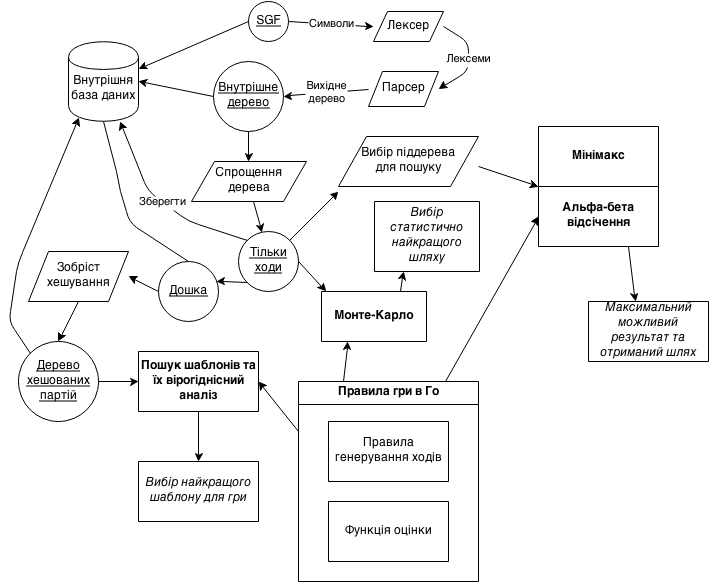 SGF
Символи
Лексер
Лексеми
Внутрішня
база даних
Внутрішне
дерево
Вихідне
дерево
Парсер
Спрощення
дерева
Вибір піддерева
для пошуку
Мінімакс
Альфа-бета
відсічення
Зберегти
Вибір
статистично
найкращого
шляху
Тільки
ходи
Зобріст
хешування
Дошка
Монте-Карло
Максимальний
можливий
результат та
отриманий шлях
Дерево
хешованих
партій
Пошук шаблонів та
їх вірогіднісний
аналіз
Правила гри в Го
Правила
генерування ходів
Вибір найкращого
шаблону для гри
Функція оцінки